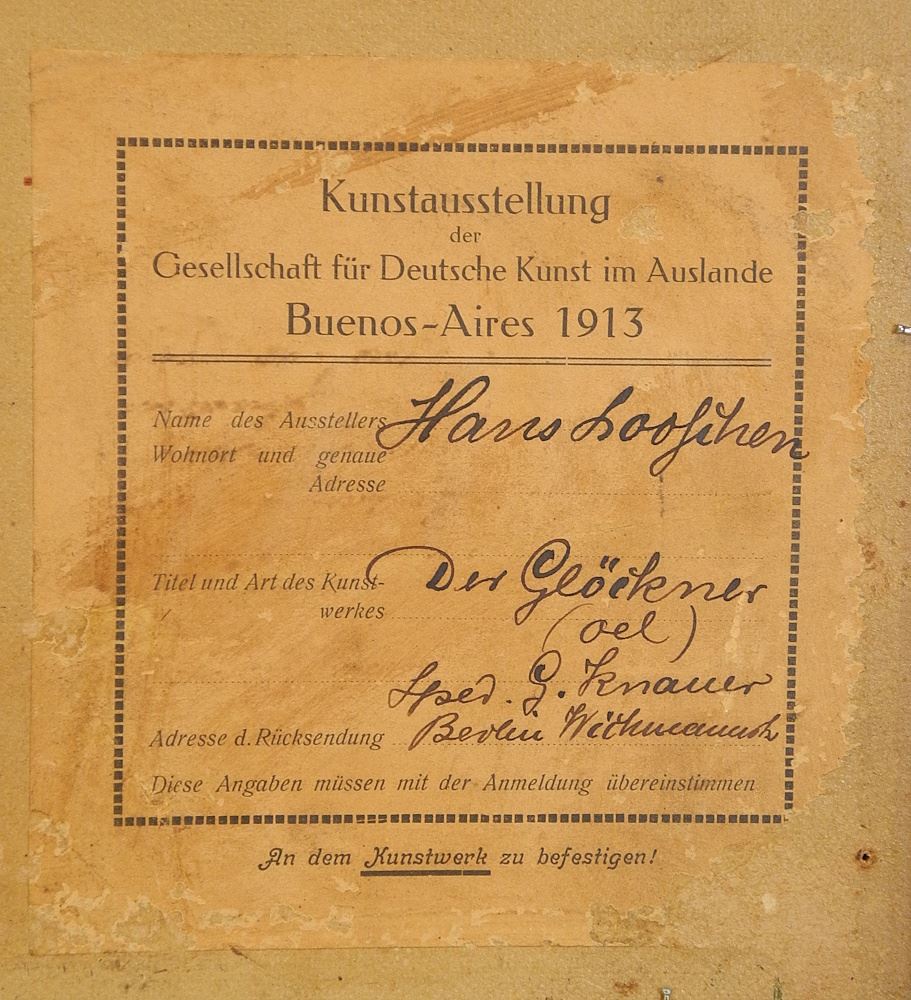 Kunstausstellung
der
Gesellschaft für Deutsche Kunst im Auslande
Buenos-Aires 1913
Name des Ausstellers Hans Looschen
Wohnort und genaue
Adresse
Titel und Art des Kunst- Der Glöckner
werkes (oel)
Sped. G. Knauer
Adresse d. Rücksendung Berlin Wichmannstr
Diese Angaben müssen mit der Anmeldung übereinstimmen
An dem Kunstwerk zu befestigen!